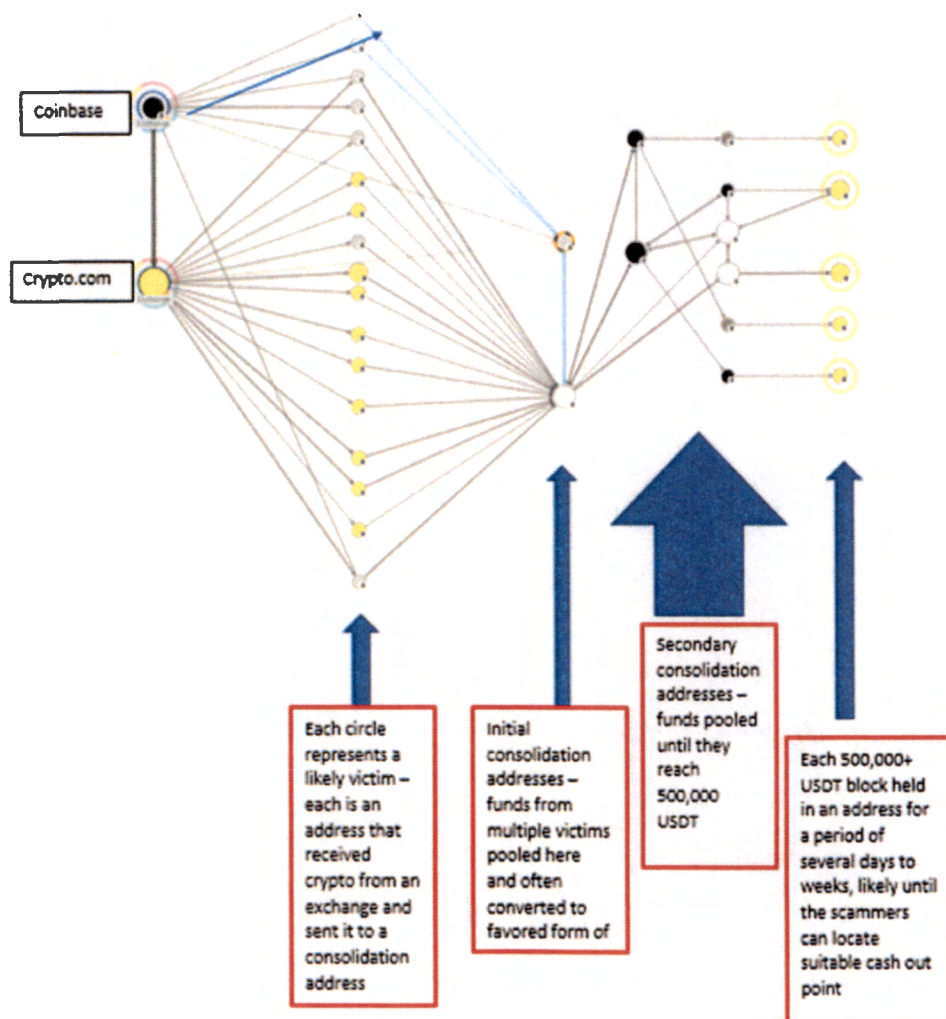 Coinbase
Crypto.com
Each circle
represents a
likely victim –
each is an
address that
received
crypto from an
exchange and
sent it to a
consolidation
address
Initial
consolidation
addresses –
funds from
multiple victims
pooled here
and often
converted to
favored form of
Secondary
consolidation
addresses –
funds pooled
until they
reach
500,000
USDT
Each 500,000+
USDT block held
in an address for
a period of
several days to
weeks, likely until
the scammers
can locate
suitable cash out
point